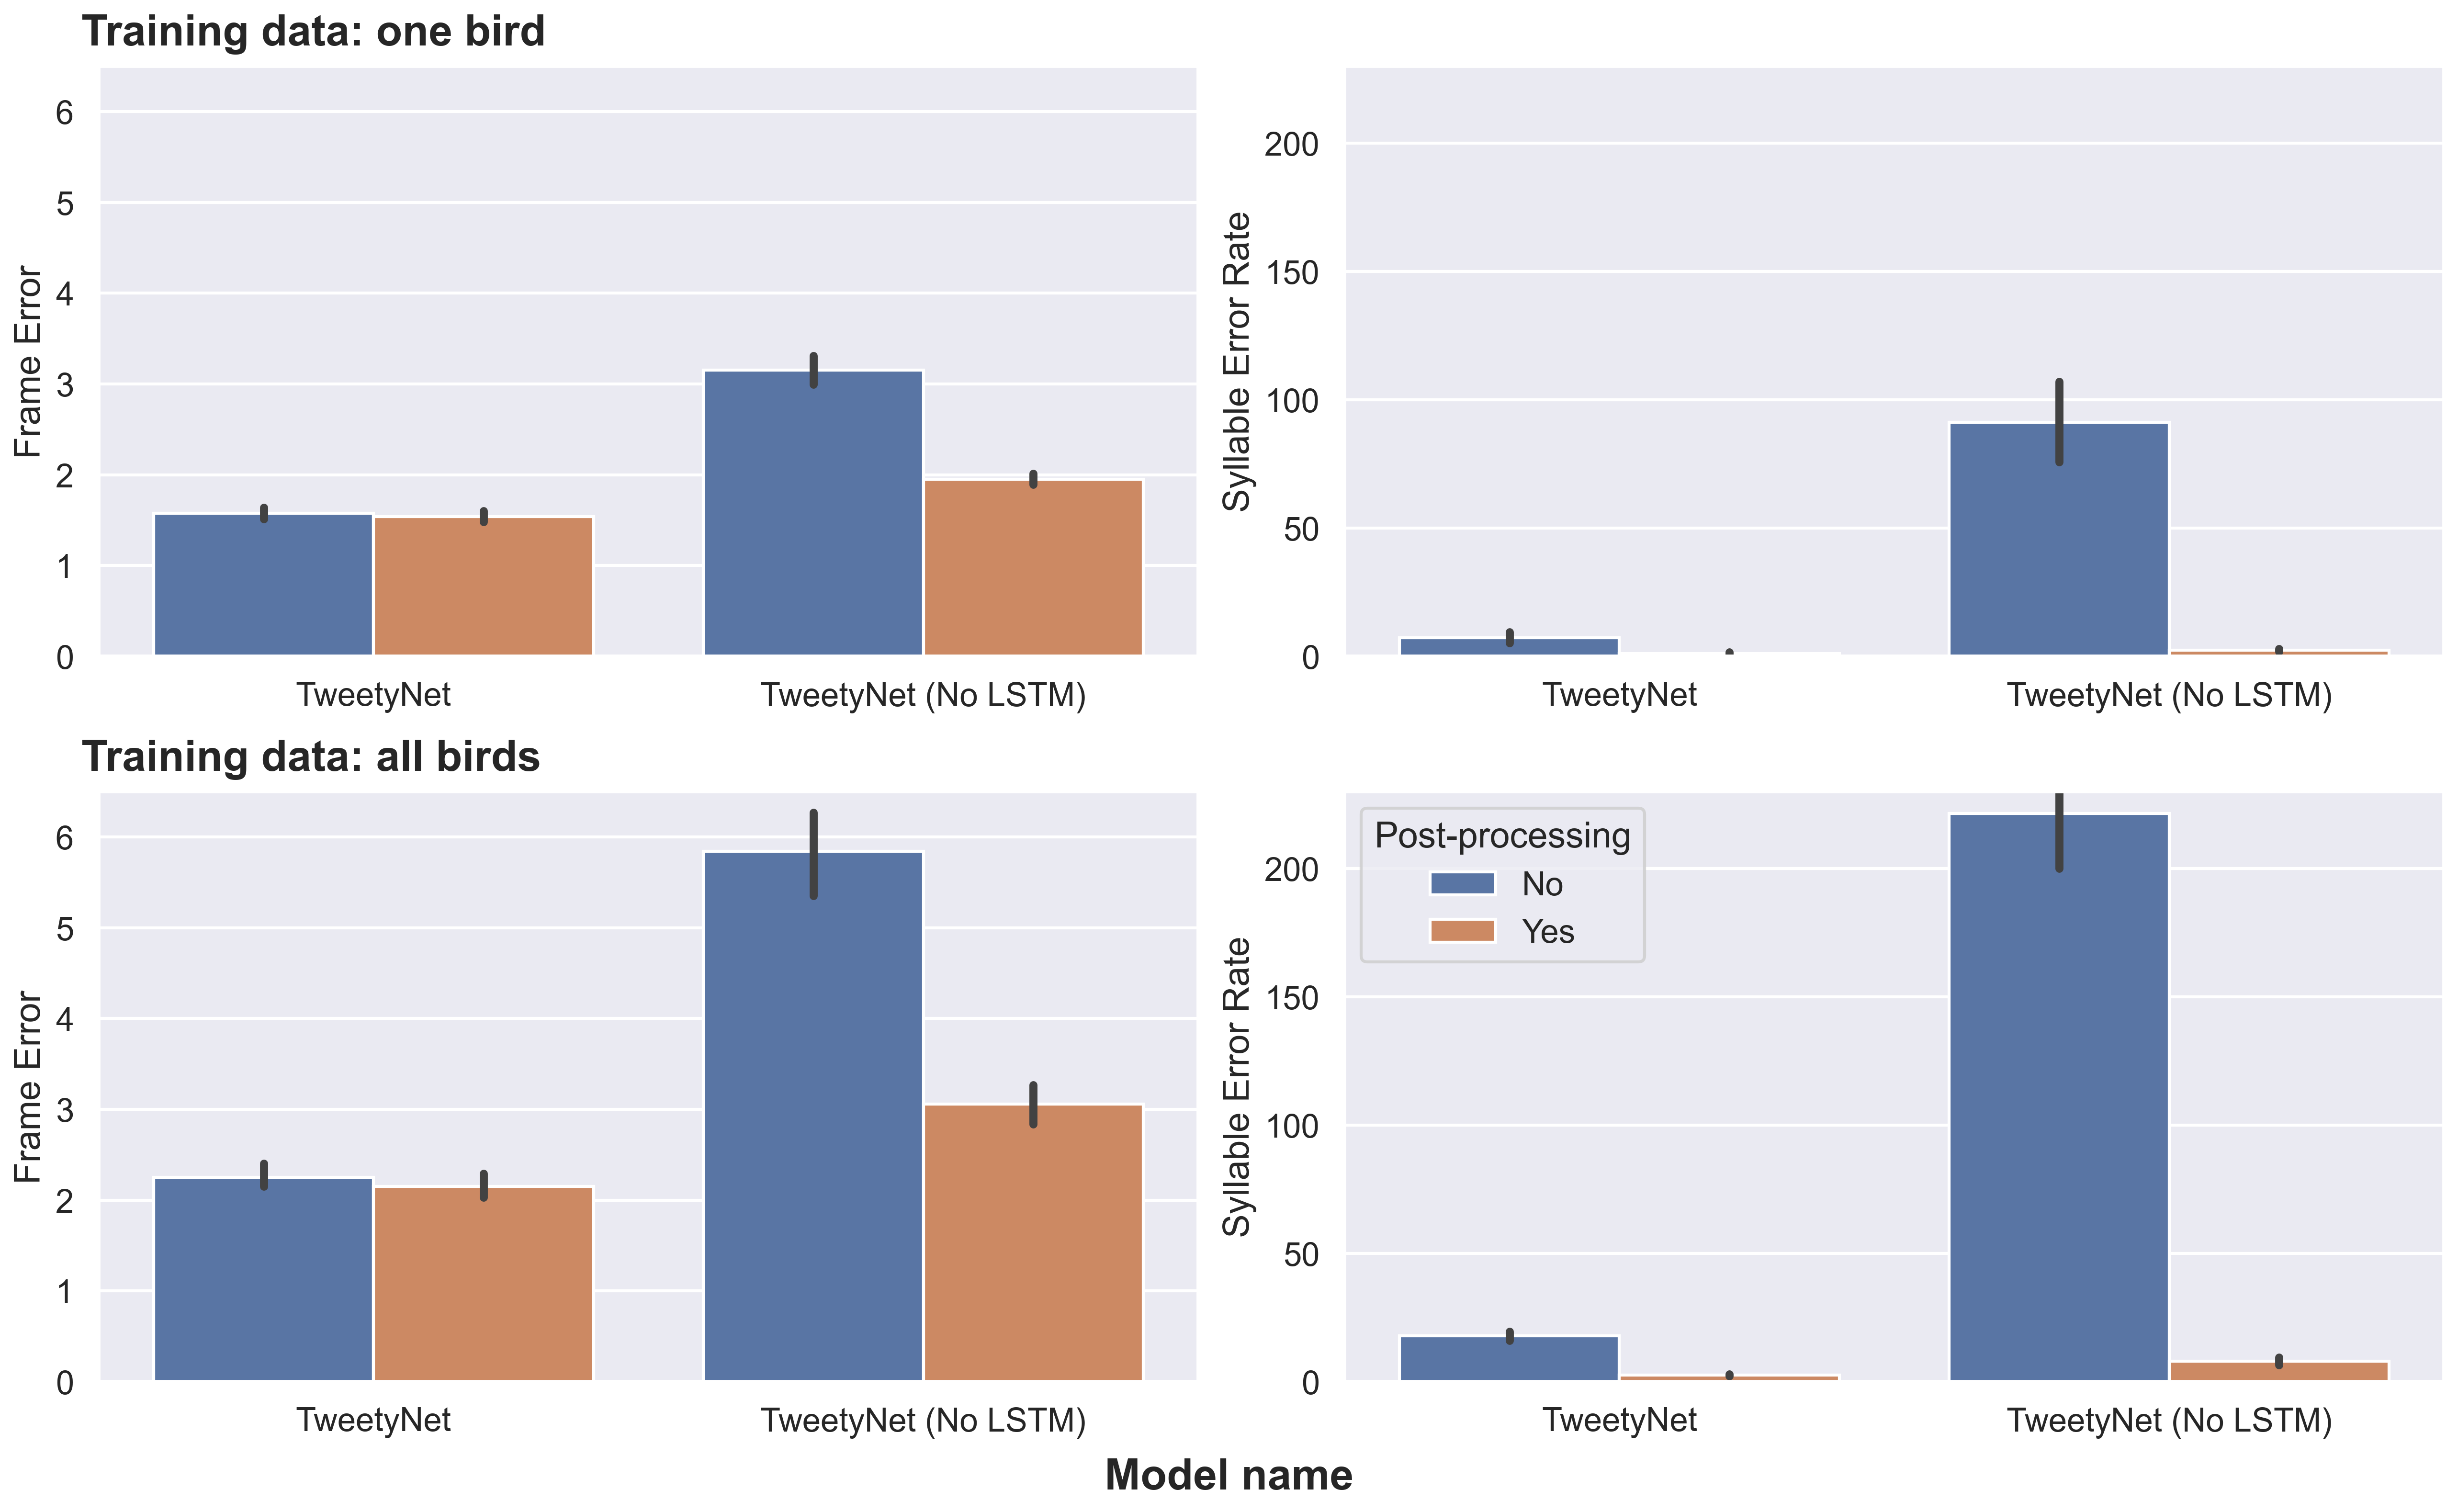 Training data: one bird
Frame Error
6
5
4
3
2
1
0
TweetyNet
TweetyNet (No LSTM)
Syllable Error Rate
200
150
100
50
0
TweetyNet
TweetyNet (No LSTM)
Training data: all birds
Frame Error
6
5
4
3
2
1
0
TweetyNet
TweetyNet (No LSTM)
Syllable Error Rate
200
150
100
50
0
Post-processing
No
Yes
TweetyNet
TweetyNet (No LSTM)
Model name